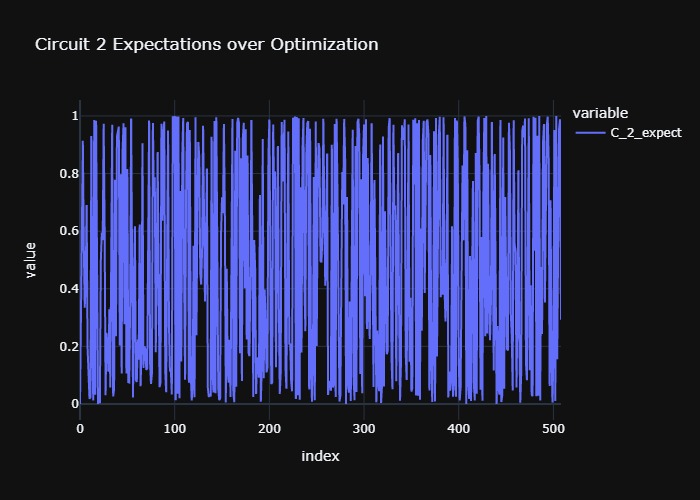 Circuit 2 Expectations over Optimization
variable
C_2_expect
value
1
0.8
0.6
0.4
0.2
0
0 100 200 300 400 500
index